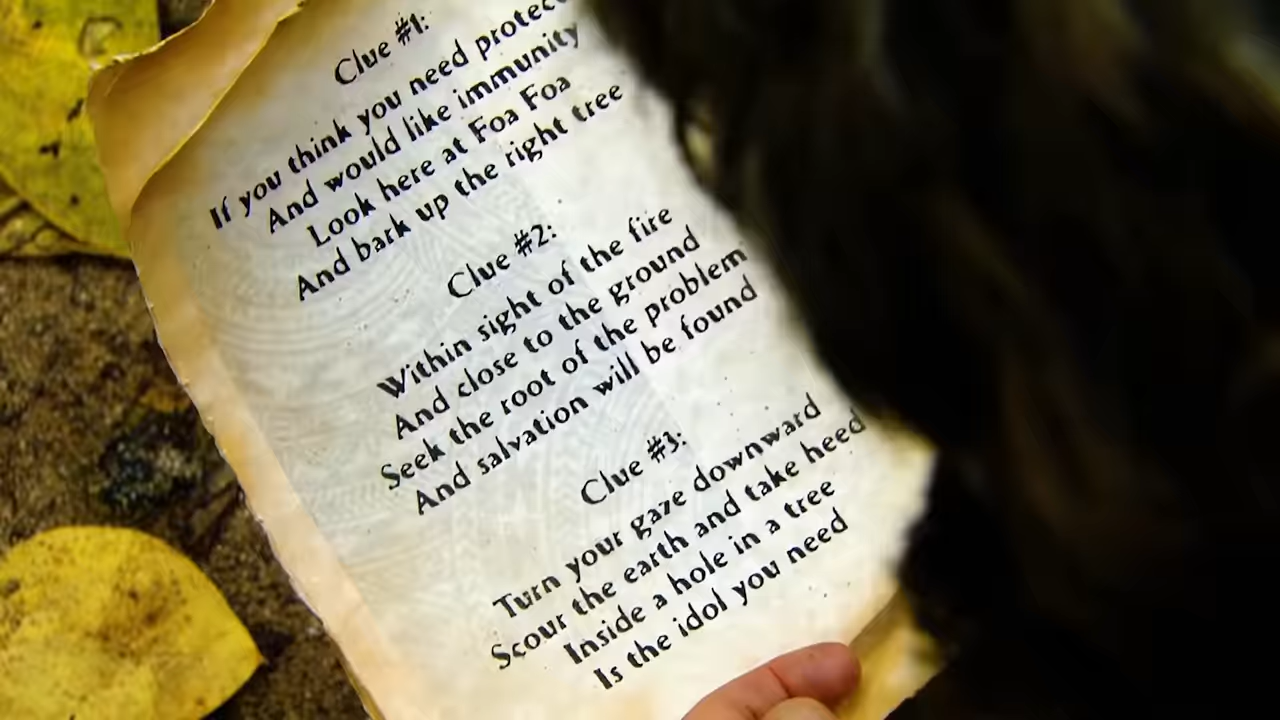 Clue #1:
If you think you need protec
And would like immunity
Look here at Foa Foa
And bark up the right tree
Clue #2:
Within sight of the fire
And close to the ground
Seek the root of the problem
And salvation will be found
Clue #3:
Turn your gaze downward
Scour the earth and take heed
Inside a hole in a tree
Is the idol you need